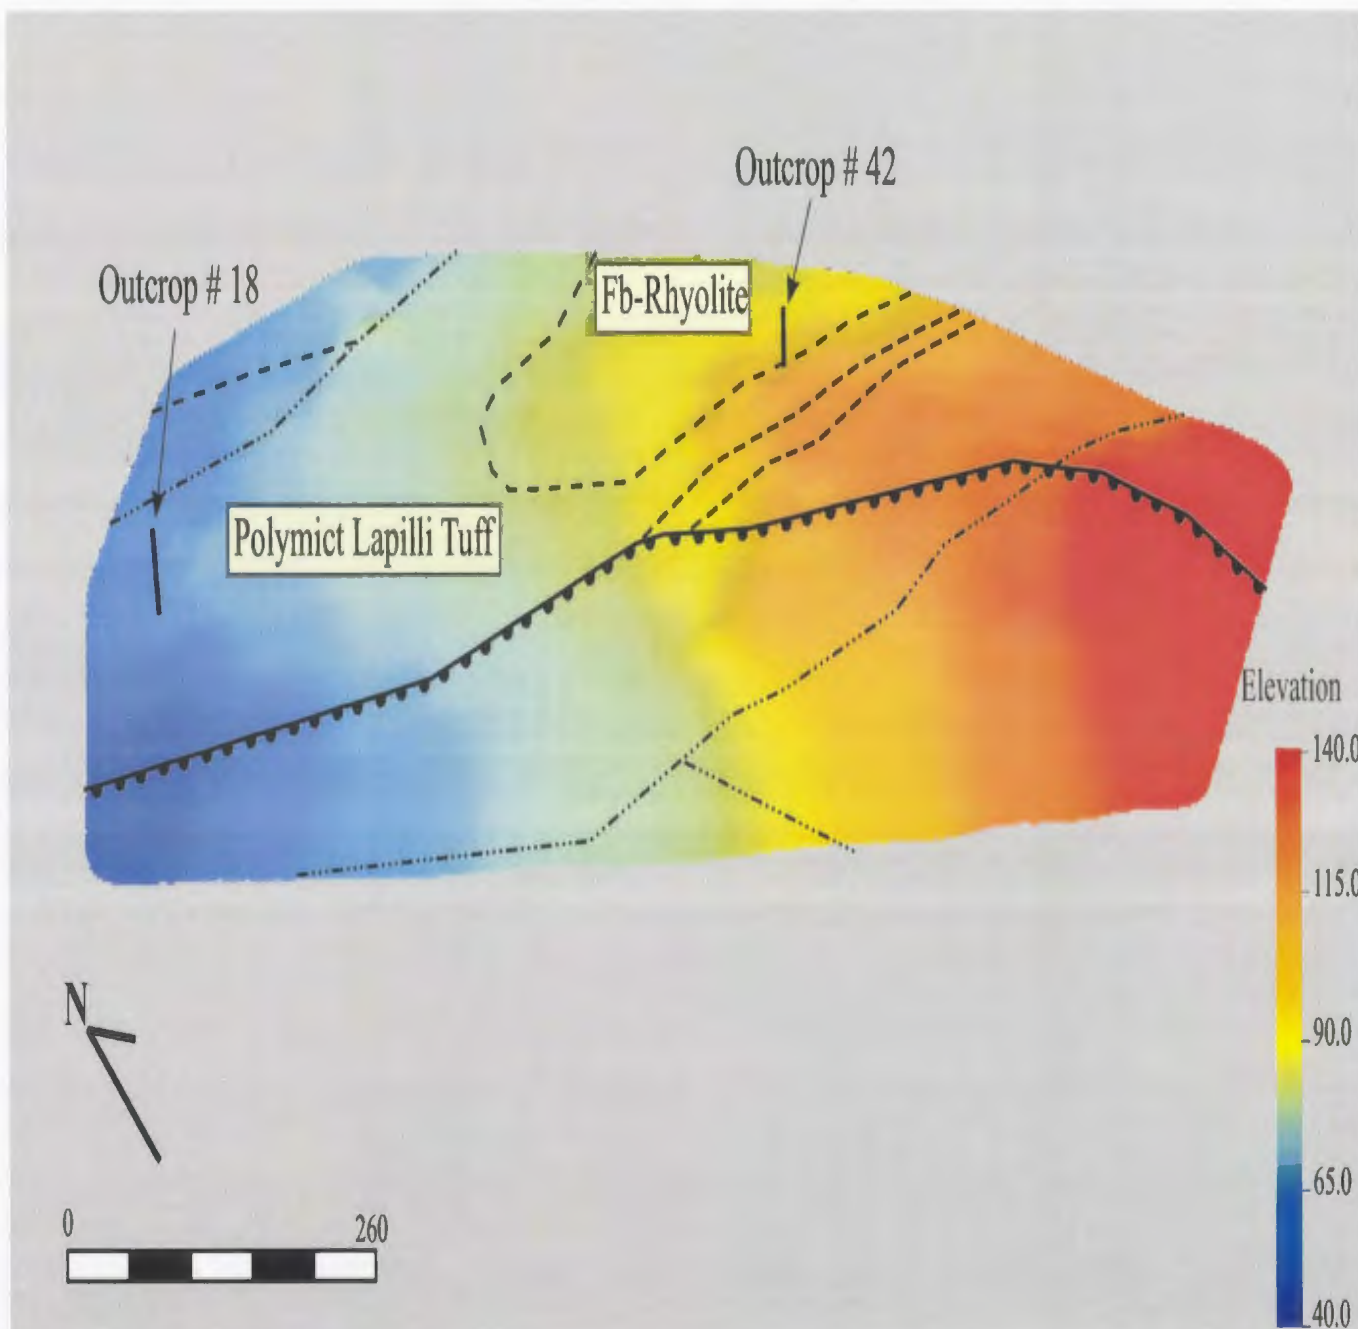 Outcrop # 42
Outcrop # 18
Fb-Rhyolite
Polymict Lapilli Tuff
Elevation
140.0
115.0
90.0
65.0
40.0
N
0 260